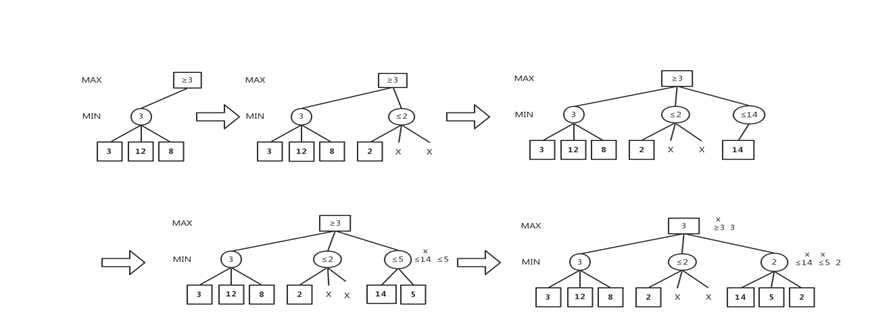 MAX ≥3 MAX ≥3 MAX ≥3
MIN 3 MIN 3 ≤2 MIN 3 ≤2 ≤14
3 12 8 3 12 8 2 X X 3 12 8 2 X X 14
MAX ≥3 MAX 3 × ≥3 3
MIN 3 ≤2 ≤5 × ≤14 ≤5 MIN 3 ≤2 2 × × ≤14 ≤5 2
3 12 8 2 X X 14 5 3 12 8 2 X X 14 5 2